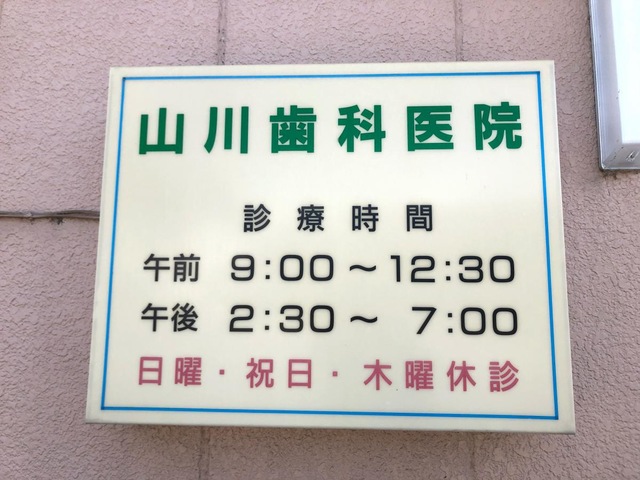 山川歯科医院
診療時間
午前 9:00～12:30
午後 2:30～ 7:00
日曜・祝日・木曜休診